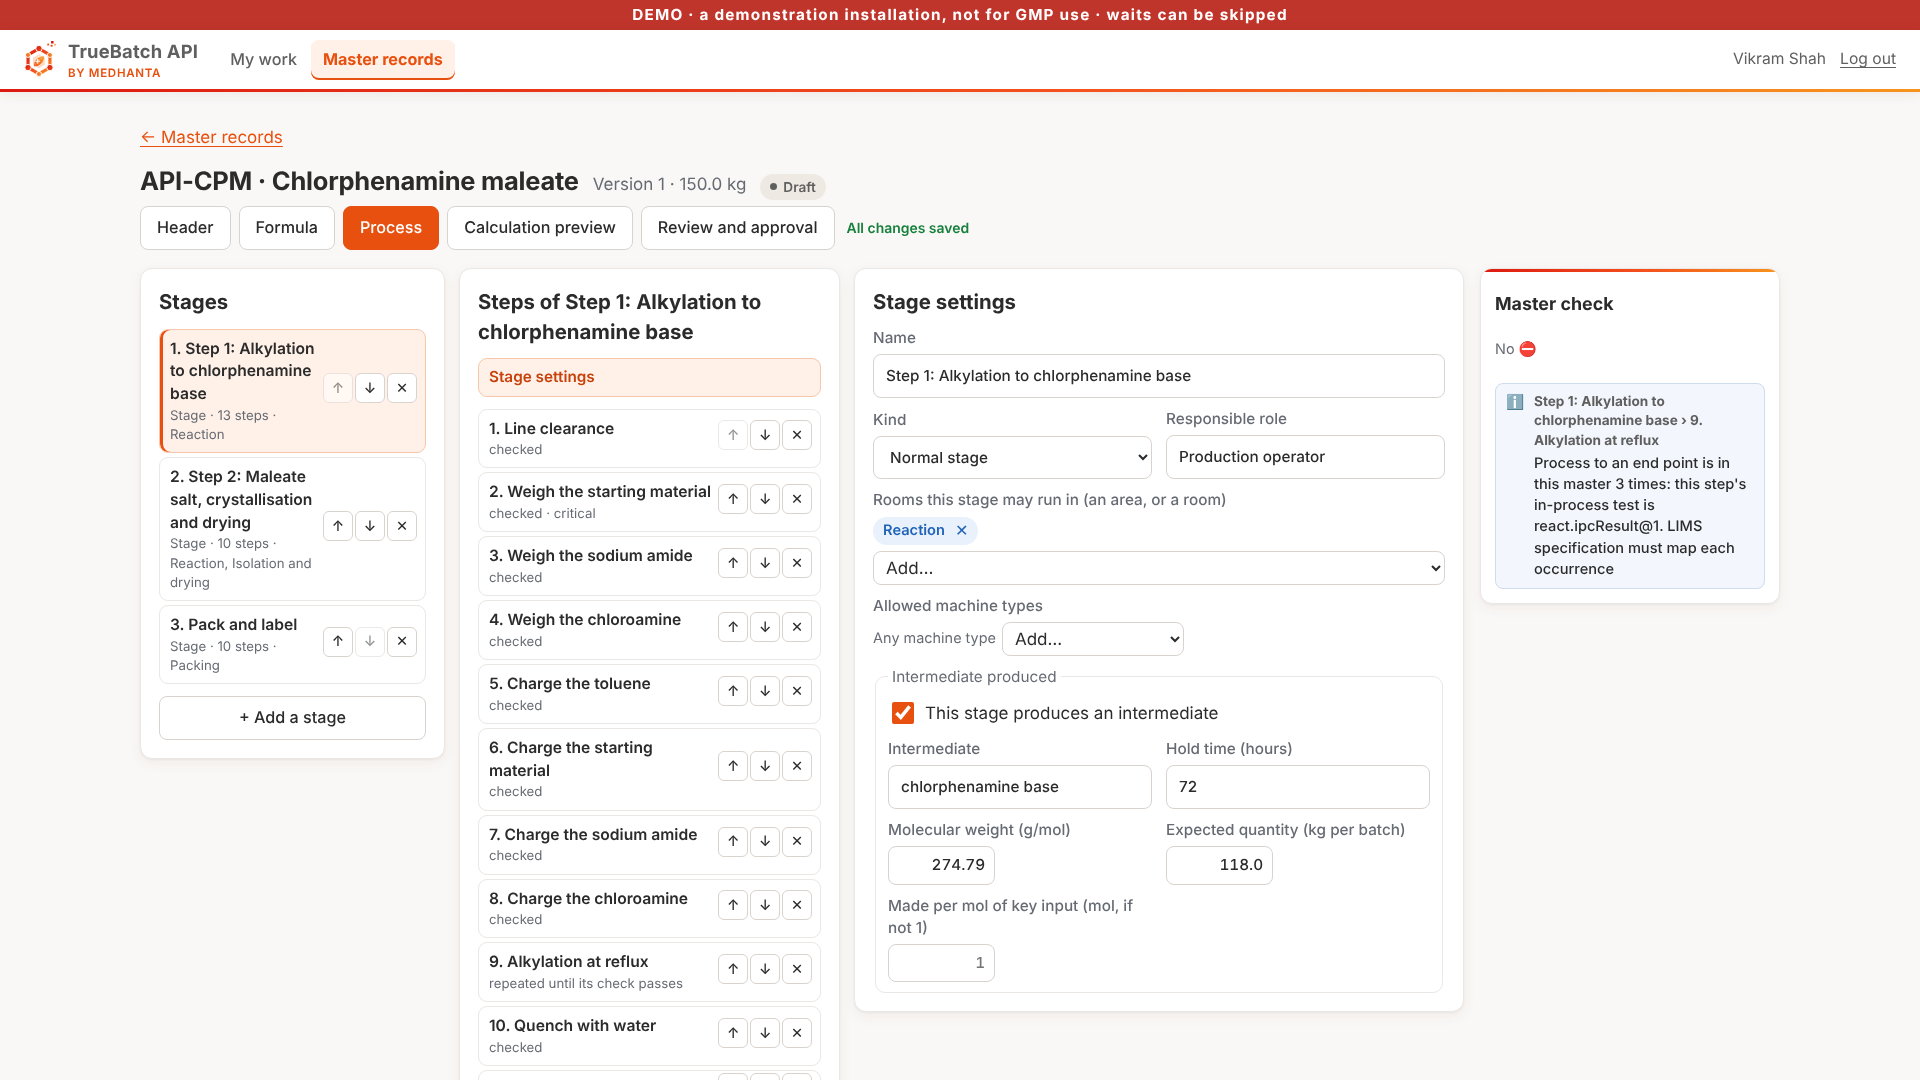 DEMO · a demonstration installation, not for GMP use · waits can be skipped
TrueBatch API
BY MEDHANTA
My work
Master records
Vikram Shah
Log out
← Master records
API-CPM · Chlorphenamine maleate
Version 1 · 150.0 kg
Draft
Header
Formula
Process
Calculation preview
Review and approval
All changes saved
Stages
1. Step 1: Alkylation
to chlorphenamine
base
Stage · 13 steps ·
Reaction
↑ ↓ ✕
2. Step 2: Maleate
salt, crystallisation
and drying
Stage · 10 steps ·
Reaction, Isolation and
drying
↑ ↓ ✕
3. Pack and label
Stage · 10 steps ·
Packing
↑ ↓ ✕
+ Add a stage
Steps of Step 1: Alkylation to
chlorphenamine base
Stage settings
1. Line clearance
checked
↑ ↓ ✕
2. Weigh the starting material
checked · critical
↑ ↓ ✕
3. Weigh the sodium amide
checked
↑ ↓ ✕
4. Weigh the chloroamine
checked
↑ ↓ ✕
5. Charge the toluene
checked
↑ ↓ ✕
6. Charge the starting
material
checked
↑ ↓ ✕
7. Charge the sodium amide
checked
↑ ↓ ✕
8. Charge the chloroamine
checked
↑ ↓ ✕
9. Alkylation at reflux
repeated until its check passes
↑ ↓ ✕
10. Quench with water
checked
↑ ↓ ✕
Stage settings
Name
Step 1: Alkylation to chlorphenamine base
Kind
Normal stage
Responsible role
Production operator
Rooms this stage may run in (an area, or a room)
Reaction ✕
Add...
Allowed machine types
Any machine type
Add...
Intermediate produced
This stage produces an intermediate
Intermediate
chlorphenamine base
Hold time (hours)
72
Molecular weight (g/mol)
274.79
Expected quantity (kg per batch)
118.0
Made per mol of key input (mol, if
not 1)
1
Master check
No ⛔
ℹ️ Step 1: Alkylation to
chlorphenamine base › 9.
Alkylation at reflux
Process to an end point is in
this master 3 times: this step's
in-process test is
react.ipcResult@1. LIMS
specification must map each
occurrence